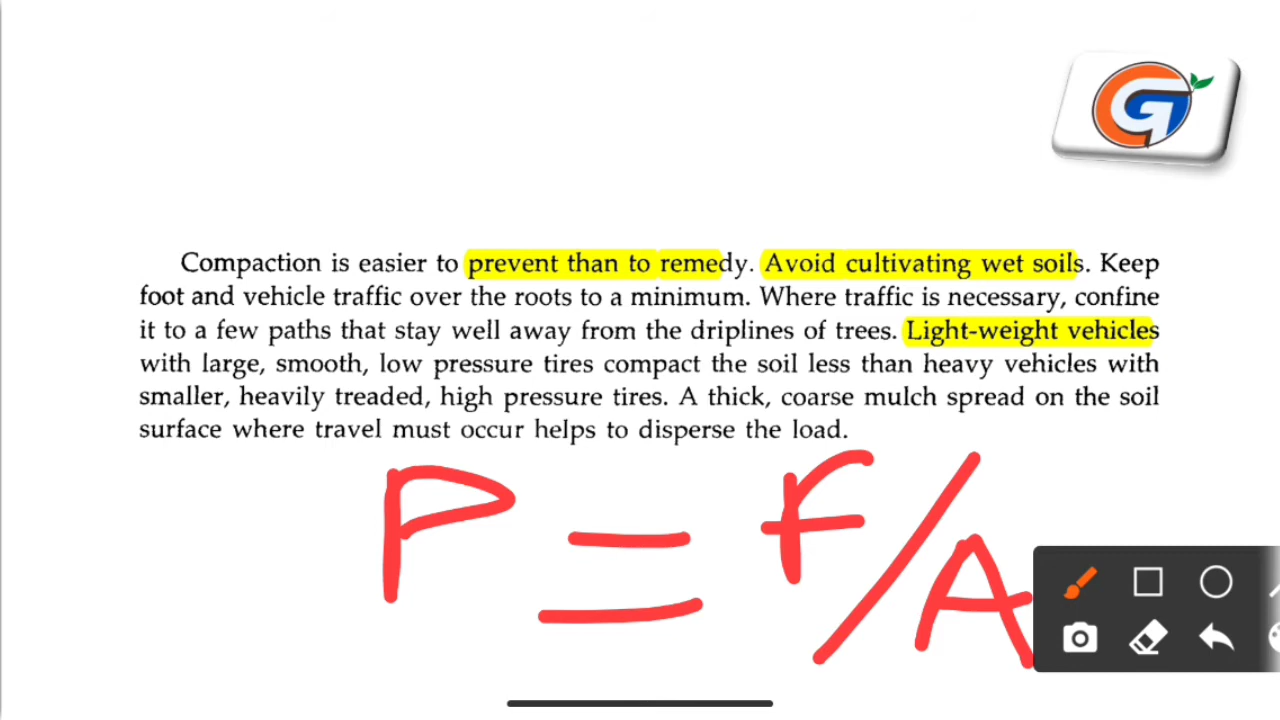 Compaction is easier to prevent than to remedy. Avoid cultivating wet soils. Keep
foot and vehicle traffic over the roots to a minimum. Where traffic is necessary, confine
it to a few paths that stay well away from the driplines of trees. Light-weight vehicles
with large, smooth, low pressure tires compact the soil less than heavy vehicles with
smaller, heavily treaded, high pressure tires. A thick, coarse mulch spread on the soil
surface where travel must occur helps to disperse the load.
P = F/A